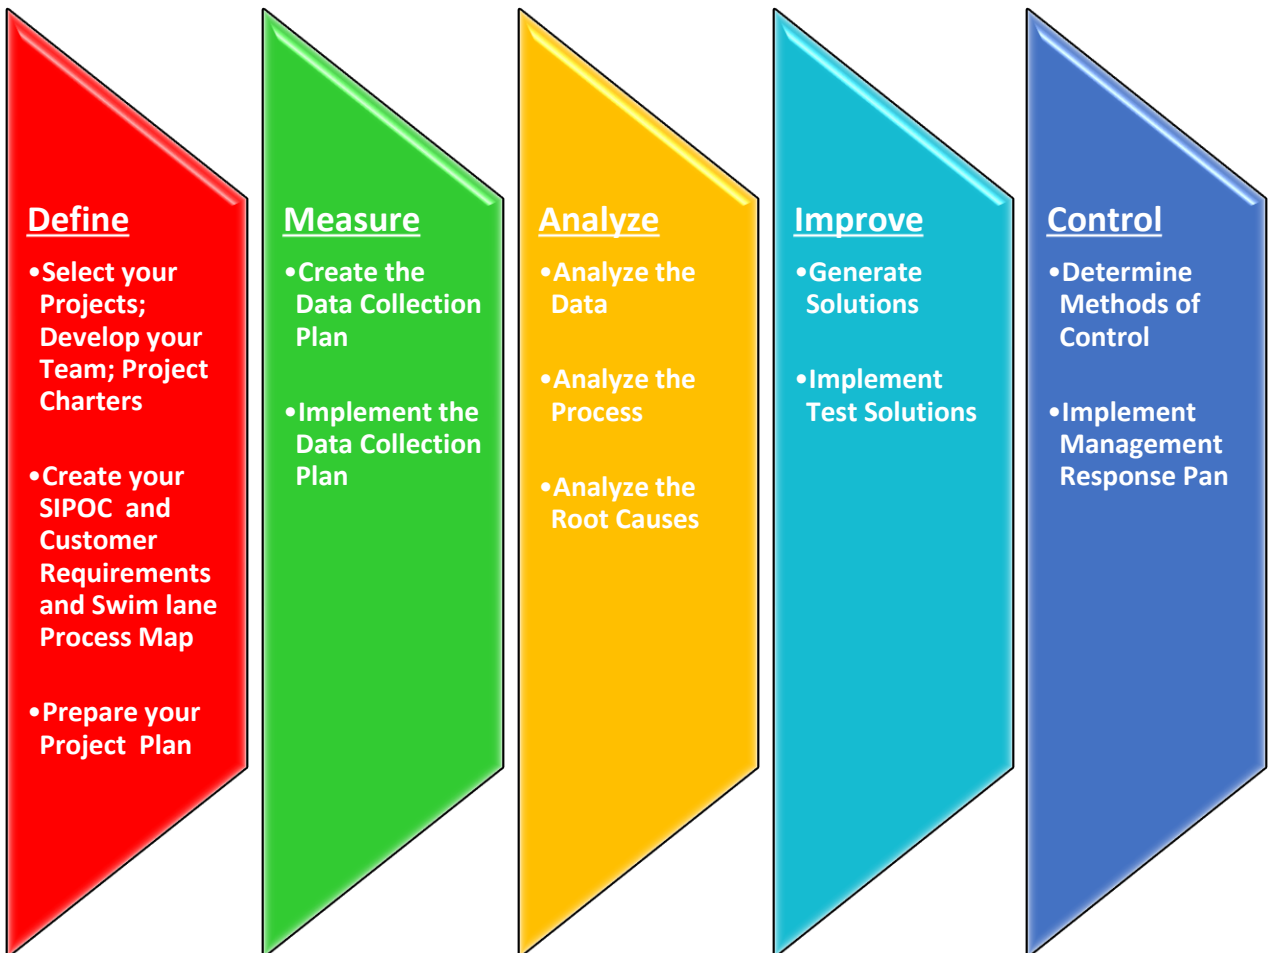 Define
•Select your
Projects;
Develop your
Team; Project
Charters
•Create your
SIPOC and
Customer
Requirements
and Swim lane
Process Map
•Prepare your
Project Plan
Measure
•Create the
Data Collection
Plan
•Implement the
Data Collection
Plan
Analyze
•Analyze the
Data
•Analyze the
Process
•Analyze the
Root Causes
Improve
•Generate
Solutions
•Implement
Test Solutions
Control
•Determine
Methods of
Control
•Implement
Management
Response Pan